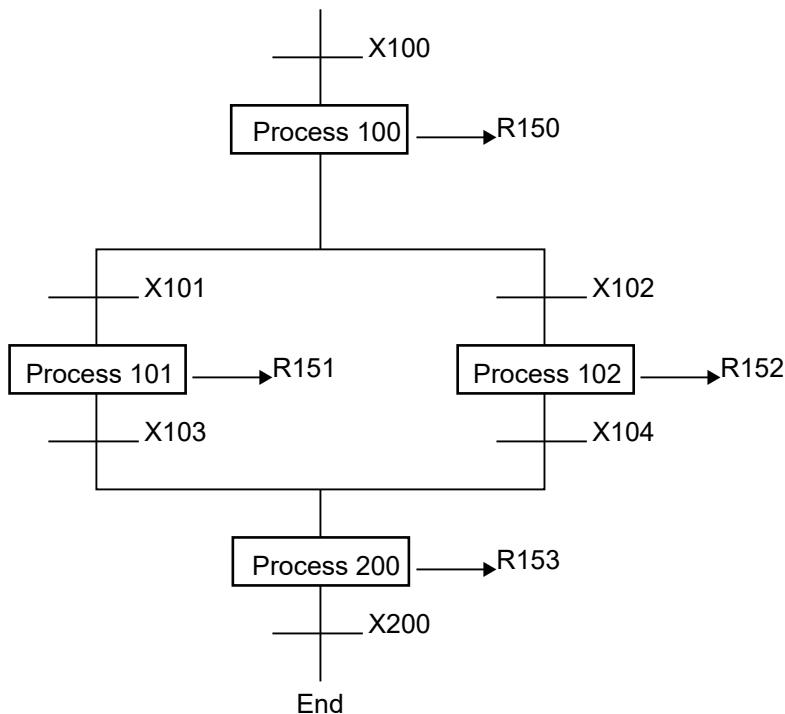 X100
Process 100
R150
X101
X102
Process 101
R151
Process 102
R152
X103
X104
Process 200
R153
X200
End